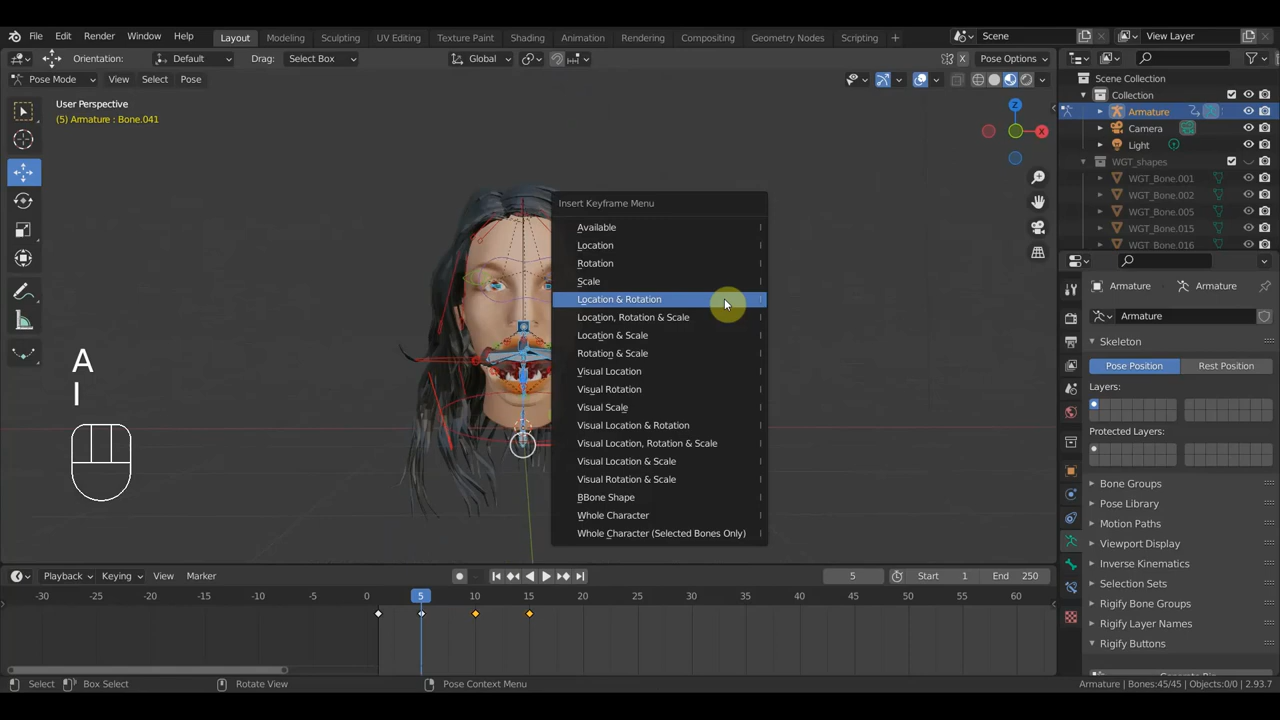 File Edit Render Window Help Layout Modeling Sculpting UV Editing Texture Paint Shading Animation Rendering Compositing Geometry Nodes Scripting + Scene View Layer
Orientation: Default Drag: Select Box Global X Pose Options
Pose Mode View Select Pose
User Perspective
(5) Armature : Bone.041
Z
X
Scene Collection
Collection
Armature
Camera
Light
WGT_shapes
WGT_Bone.001
WGT_Bone.002
WGT_Bone.005
WGT_Bone.015
WGT_Bone.016
Insert Keyframe Menu
Available I
Location I
Rotation I
Scale I
Location & Rotation I
Location, Rotation & Scale I
Location & Scale I
Rotation & Scale I
Visual Location I
Visual Rotation I
Visual Scale I
Visual Location & Rotation I
Visual Location, Rotation & Scale I
Visual Location & Scale I
Visual Rotation & Scale I
BBone Shape I
Whole Character I
Whole Character (Selected Bones Only) I
A
I
Armature Armature
Armature
Skeleton
Pose Position Rest Position
Layers:
Protected Layers:
Bone Groups
Pose Library
Motion Paths
Viewport Display
Inverse Kinematics
Selection Sets
Rigify Bone Groups
Rigify Layer Names
Rigify Buttons
Playback Keying View Marker 5 Start 1 End 250
-30 -25 -20 -15 -10 -5 0 5 10 15 20 25 30 35 40 45 50 55 60
Select Box Select Rotate View Pose Context Menu Armature | Bones:45/45 | Objects:0/0 | 2.93.7